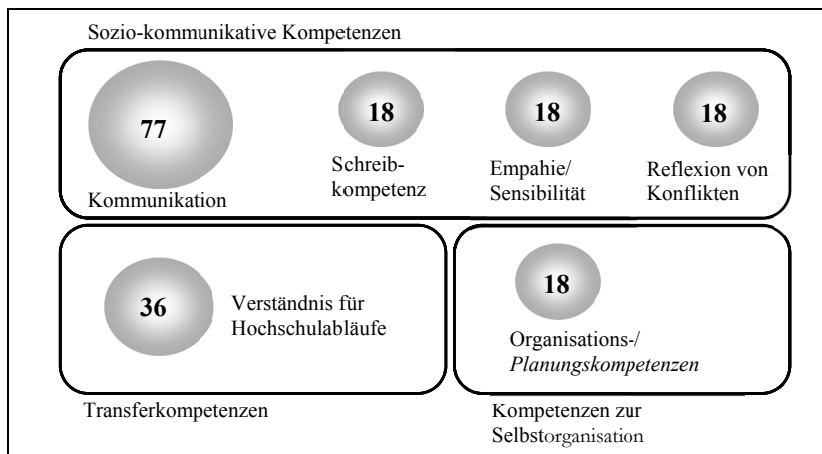 Sozio-kommunikative Kompetenzen
77
18
18
18
Kommunikation
Schreib-
kompetenz
Empahie/
Sensibilität
Reflexion von
Konflikten
36
Verständnis für
Hochschulabläufe
18
Organisations-/
Planungskompetenzen
Transferkompetenzen
Kompetenzen zur
Selbstorganisation